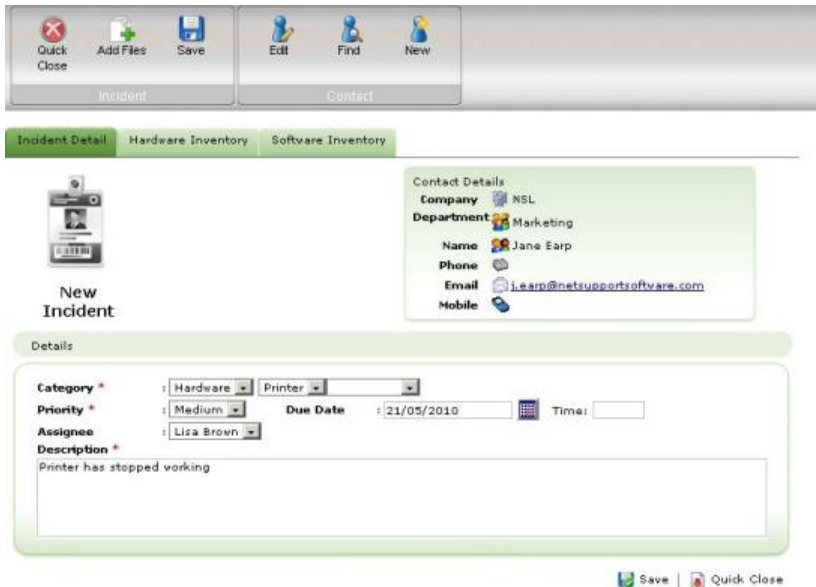 Quick Close Add Files Save Edit Find New
Incident Contact
Incident Detail Hardware Inventory Software Inventory
Contact Details
Company NSL
Department Marketing
Name Jane Earp
Phone
Email j.earp@netsupportsoftware.com
Mobile
New
Incident
Details
Category * : Hardware Printer
Priority * : Medium Due Date : 21/05/2010 Time:
Assignee : Lisa Brown
Description *
Printer has stopped working
Save | Quick Close